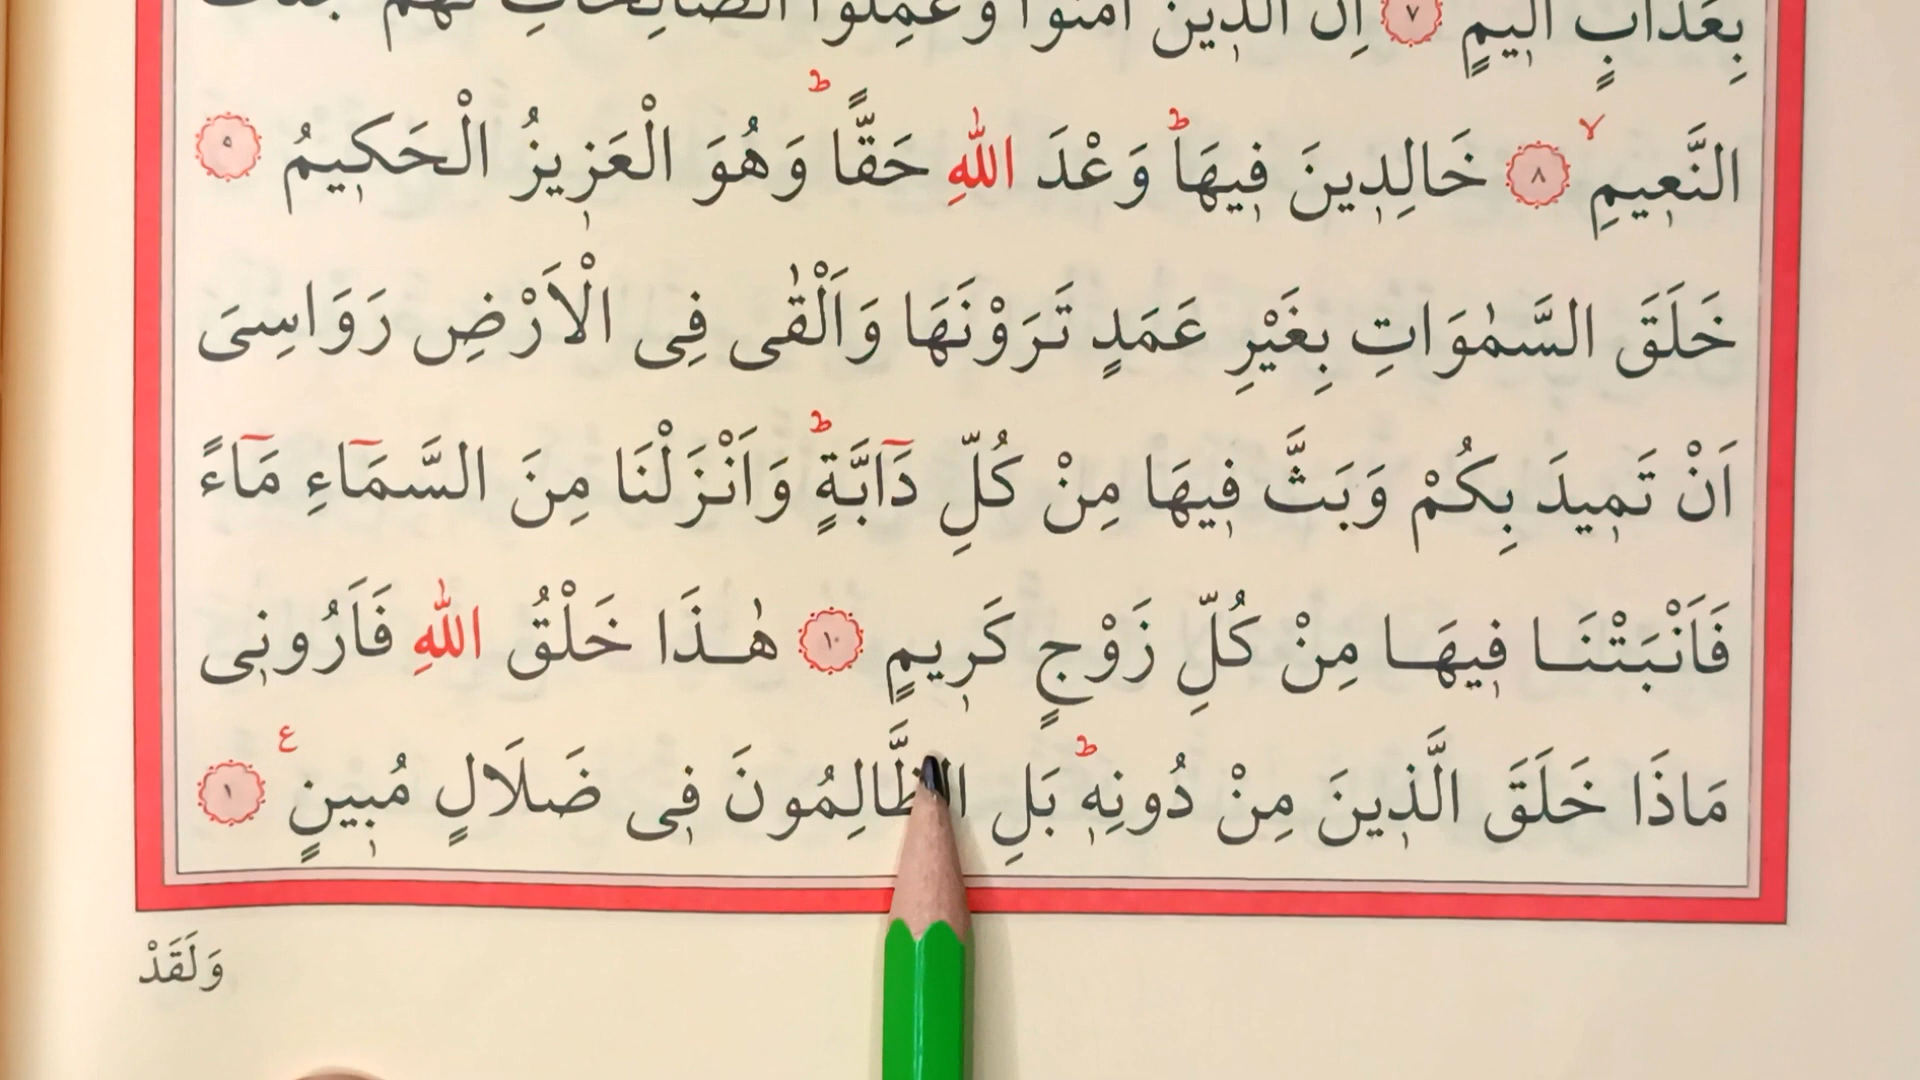 بِعَذَابٍ اَلِيمٍ ٧ اِنَّ الَّذِينَ اٰمَنُوا وَعَمِلُوا الصَّالِحَاتِ لَهُمْ جَنَّاتُ
النَّعِيمِۙ ٨ خَالِدِينَ فِيهَاۜ وَعْدَ اللّٰهِ حَقًّاۜ وَهُوَ الْعَزِيزُ الْحَكِيمُ ٩
خَلَقَ السَّمٰوَاتِ بِغَيْرِ عَمَدٍ تَرَوْنَهَا وَاَلْقٰى فِى الْاَرْضِ رَوَاسِىَ
اَنْ تَمِيدَ بِكُمْ وَبَثَّ فِيهَا مِنْ كُلِّ دَٓابَّةٍۜ وَاَنْزَلْنَا مِنَ السَّمَٓاءِ مَٓاءً
فَاَنْبَتْنَا فِيهَا مِنْ كُلِّ زَوْجٍ كَرِيمٍ ١٠ هٰذَا خَلْقُ اللّٰهِ فَاَرُونِى
مَاذَا خَلَقَ الَّذِينَ مِنْ دُونِهٖۜ بَلِ الظَّالِمُونَ فِى ضَلَالٍ مُبِينٍ ع
وَلَقَدْ